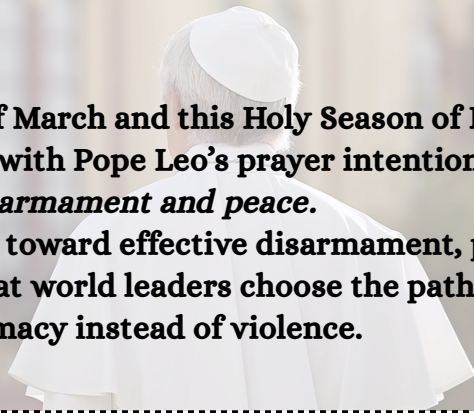 f March and this Holy Season of
with Pope Leo’s prayer intention
armament and peace.
toward effective disarmament,
at world leaders choose the path
macy instead of violence.